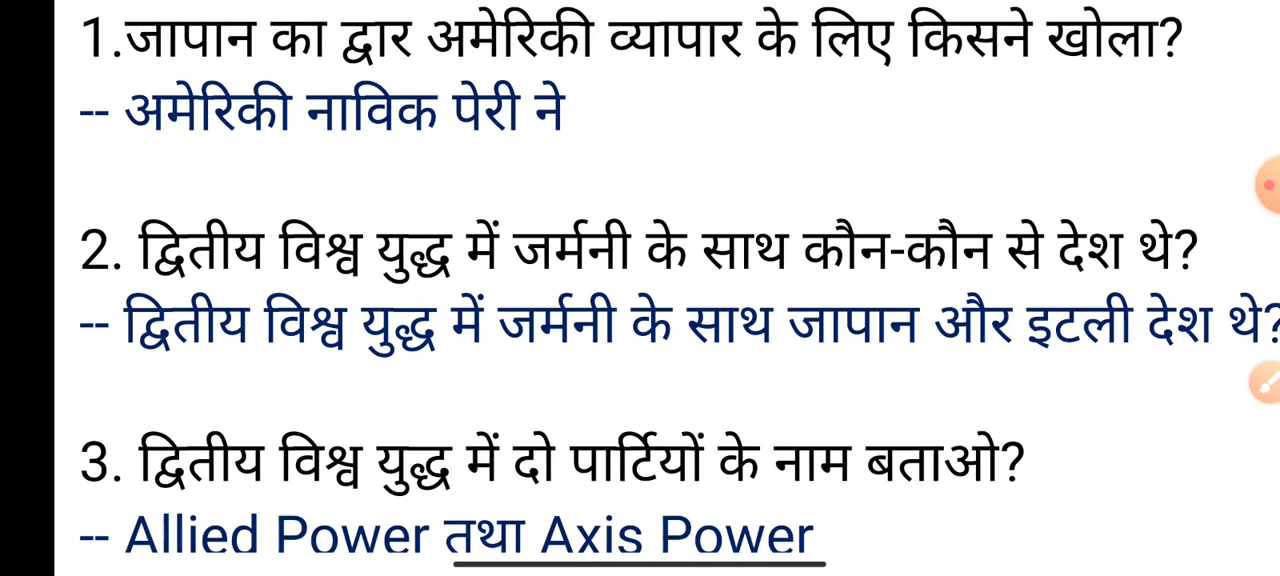 1.जापान का द्वार अमेरिकी व्यापार के लिए किसने खोला?
-- अमेरिकी नाविक पेरी ने
2. द्वितीय विश्व युद्ध में जर्मनी के साथ कौन-कौन से देश थे?
-- द्वितीय विश्व युद्ध में जर्मनी के साथ जापान और इटली देश थे?
3. द्वितीय विश्व युद्ध में दो पार्टियों के नाम बताओ?
-- Allied Power तथा Axis Power